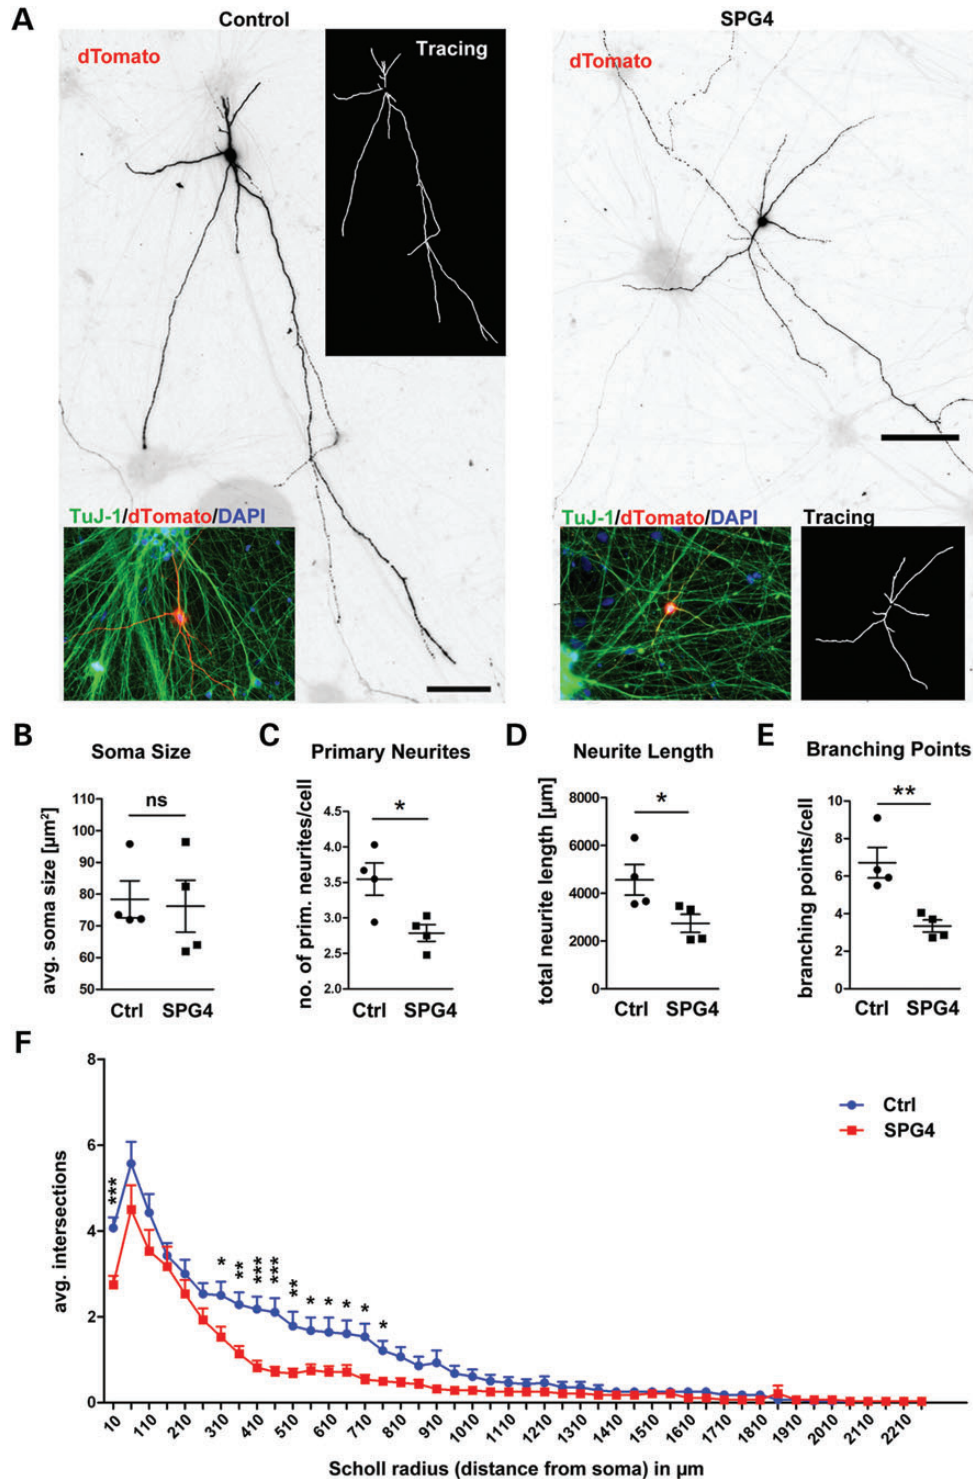 A
Control
SPG4
dTomato
Tracing
dTomato
TuJ-1/dTomato/DAPI
TuJ-1/dTomato/DAPI
Tracing
B
Soma Size
C
Primary Neurites
D
Neurite Length
E
Branching Points
avg. soma size [µm²]
110
100
90
80
70
60
50
ns
Ctrl
SPG4
no. of prim. neurites/cell
4.5
4.0
3.5
3.0
2.5
2.0
*
Ctrl
SPG4
total neurite length [µm]
8000
6000
4000
2000
0
*
Ctrl
SPG4
branching points/cell
10
8
6
4
2
0
**
Ctrl
SPG4
F
avg. intersections
8
6
4
2
0
***
*
**
***
***
**
*
*
*
*
*
Ctrl
SPG4
10
110
210
310
410
510
610
710
810
910
1010
1110
1210
1310
1410
1510
1610
1710
1810
1910
2010
2110
2210
Scholl radius (distance from soma) in µm